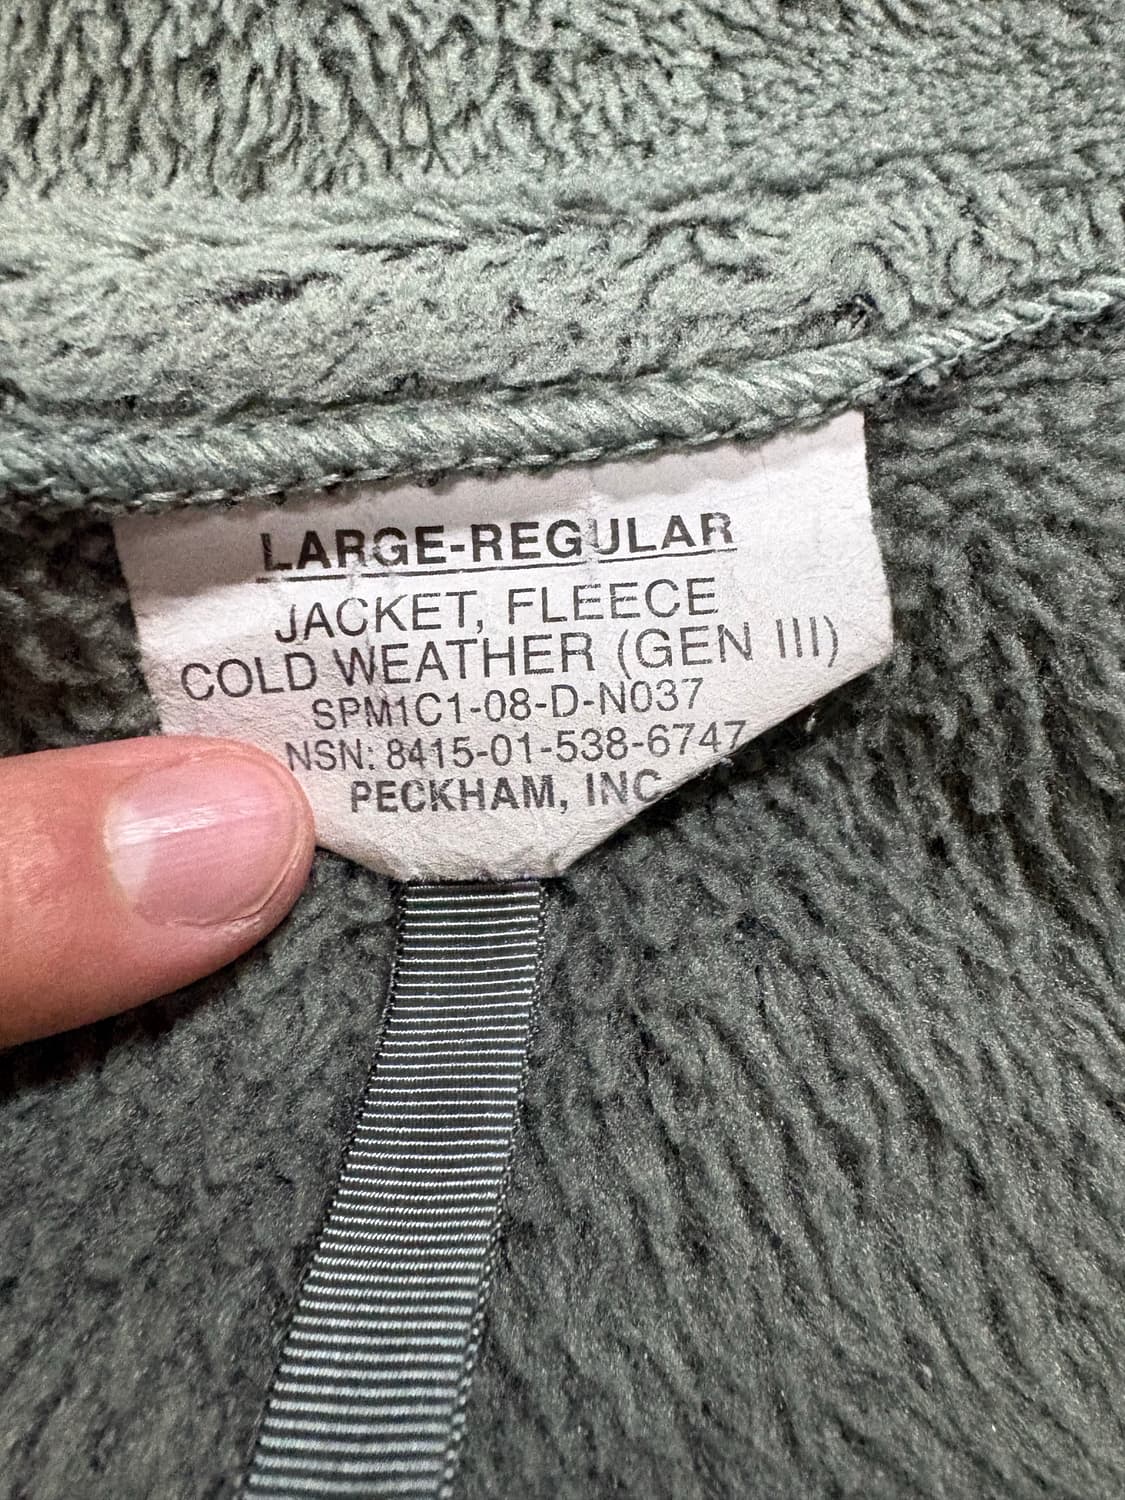 LARGE-REGULAR
JACKET, FLEECE
COLD WEATHER (GEN III)
SPM1C1-08-D-N037
NSN: 8415-01-538-6747
PECKHAM, INC